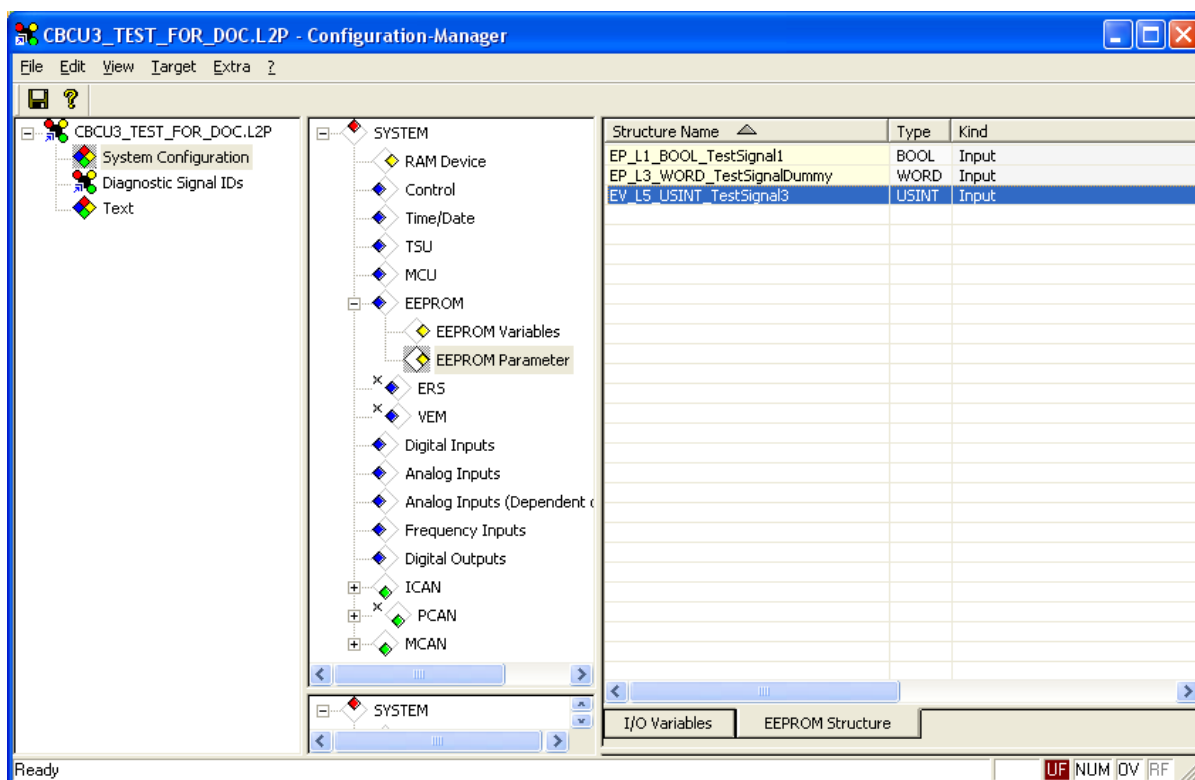 CBCU3_TEST_FOR_DOC.L2P - Configuration-Manager
File Edit View Target Extra ?
CBCU3_TEST_FOR_DOC.L2P
System Configuration
Diagnostic Signal IDs
Text
SYSTEM
RAM Device
Control
Time/Date
TSU
MCU
EEPROM
EEPROM Variables
EEPROM Parameter
ERS
VEM
Digital Inputs
Analog Inputs
Analog Inputs (Dependent
Frequency Inputs
Digital Outputs
ICAN
PCAN
MCAN
SYSTEM
Structure Name Type Kind
EP_L1_BOOL_TestSignal1 BOOL Input
EP_L3_WORD_TestSignalDummy WORD Input
EV_L5_USINT_TestSignal3 USINT Input
I/O Variables EEPROM Structure
Ready UF NUM OV RF